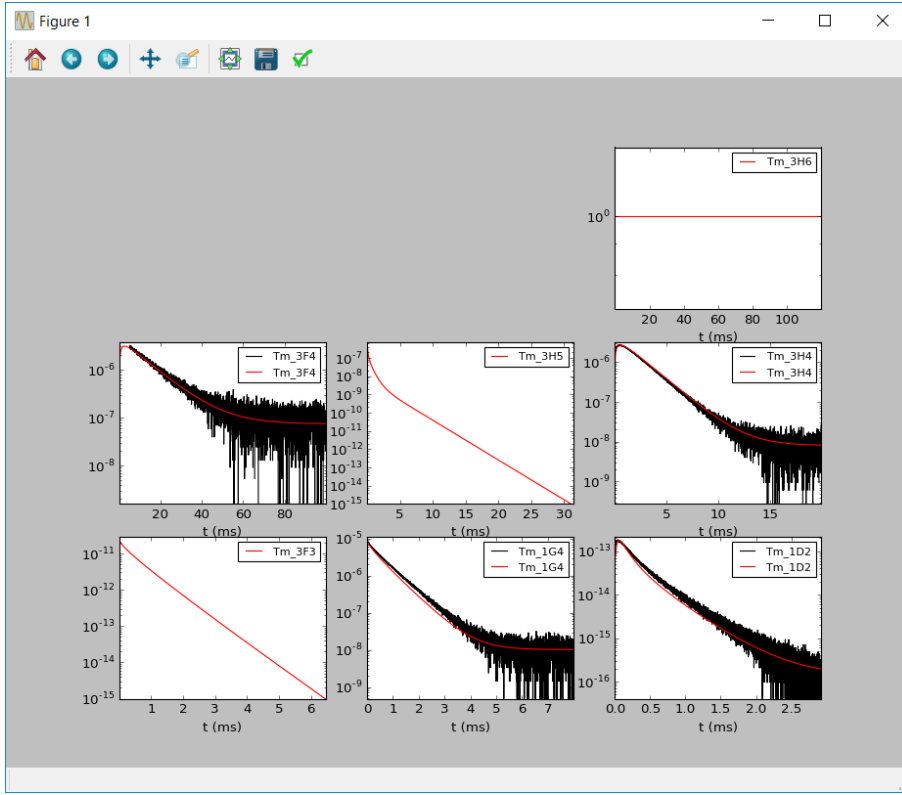 Figure 1
Tm_3H6
10^0
20 40 60 80 100
t (ms)
Tm_3F4
Tm_3F4
10^-6
10^-7
10^-8
20 40 60 80
t (ms)
Tm_3H5
10^-7
10^-8
10^-9
10^-10
10^-11
10^-12
10^-13
10^-14
10^-15
5 10 15 20 25 30
t (ms)
Tm_3H4
Tm_3H4
10^-6
10^-7
10^-8
10^-9
5 10 15
t (ms)
Tm_3F3
10^-11
10^-12
10^-13
10^-14
10^-15
1 2 3 4 5 6
t (ms)
Tm_1G4
Tm_1G4
10^-5
10^-6
10^-7
10^-8
10^-9
0 1 2 3 4 5 6 7
t (ms)
Tm_1D2
Tm_1D2
10^-13
10^-14
10^-15
10^-16
0.0 0.5 1.0 1.5 2.0 2.5
t (ms)